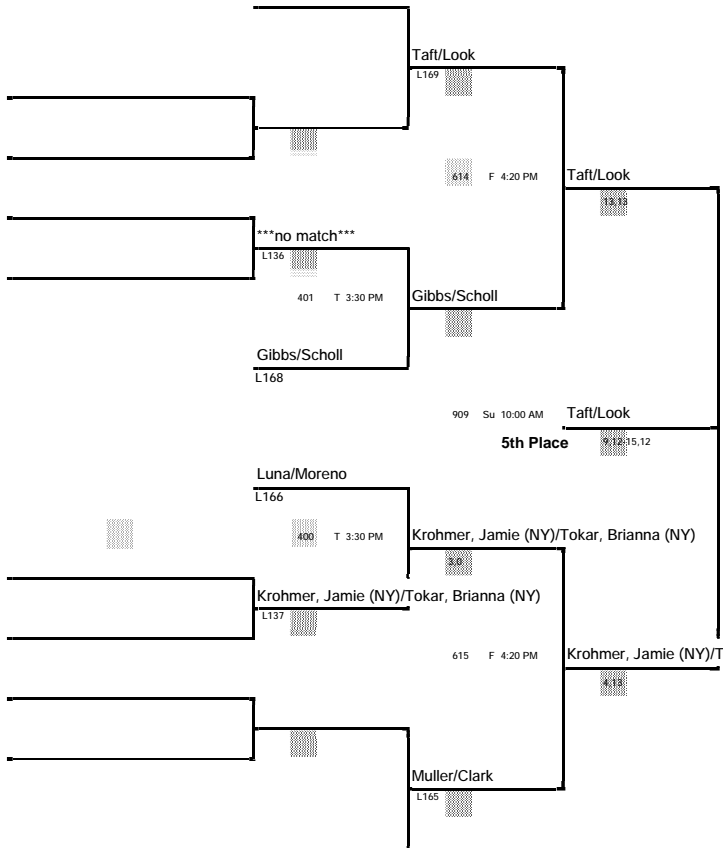 Taft/Look
L169
614 F 4:20 PM
Taft/Look
13,13
***no match***
L136
401 T 3:30 PM
Gibbs/Scholl
Gibbs/Scholl
L168
909 Su 10:00 AM
Taft/Look
5th Place
9,12-15,12
Luna/Moreno
L166
400 T 3:30 PM
Krohmer, Jamie (NY)/Tokar, Brianna (NY)
3,0
Krohmer, Jamie (NY)/Tokar, Brianna (NY)
L137
615 F 4:20 PM
Krohmer, Jamie (NY)/T
4,13
Muller/Clark
L165